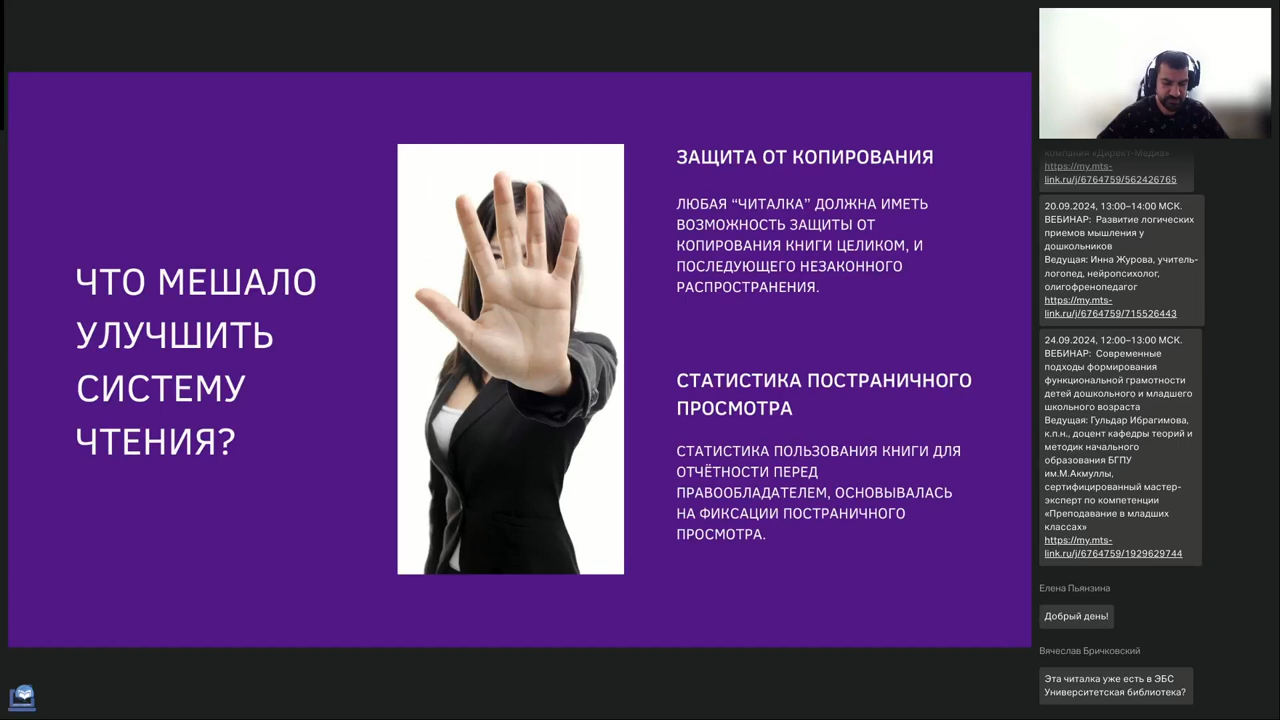 ЧТО МЕШАЛО
УЛУЧШИТЬ
СИСТЕМУ
ЧТЕНИЯ?
ЗАЩИТА ОТ КОПИРОВАНИЯ
ЛЮБАЯ “ЧИТАЛКА” ДОЛЖНА ИМЕТЬ
ВОЗМОЖНОСТЬ ЗАЩИТЫ ОТ
КОПИРОВАНИЯ КНИГИ ЦЕЛИКОМ, И
ПОСЛЕДУЮЩЕГО НЕЗАКОННОГО
РАСПРОСТРАНЕНИЯ.
СТАТИСТИКА ПОСТРАНИЧНОГО
ПРОСМОТРА
СТАТИСТИКА ПОЛЬЗОВАНИЯ КНИГИ ДЛЯ
ОТЧЁТНОСТИ ПЕРЕД
ПРАВООБЛАДАТЕЛЕМ, ОСНОВЫВАЛАСЬ
НА ФИКСАЦИИ ПОСТРАНИЧНОГО
ПРОСМОТРА.
компания «Директ-Медиа»
https://my.mts-
link.ru/j/6764759/562426765
20.09.2024, 13:00–14:00 МСК.
ВЕБИНАР: Развитие логических
приемов мышления у
дошкольников
Ведущая: Инна Журова, учитель-
логопед, нейропсихолог,
олигофренопедагог
https://my.mts-
link.ru/j/6764759/715526443
24.09.2024, 12:00–13:00 МСК.
ВЕБИНАР: Современные
подходы формирования
функциональной грамотности
детей дошкольного и младшего
школьного возраста
Ведущая: Гульдар Ибрагимова,
к.п.н., доцент кафедры теорий и
методик начального
образования БГПУ
им.М.Акмуллы,
сертифицированный мастер-
эксперт по компетенции
«Преподавание в младших
классах»
https://my.mts-
link.ru/j/6764759/1929629744
Елена Пьянзина
Добрый день!
Вячеслав Бричковский
Эта читалка уже есть в ЭБС
Университетская библиотека?